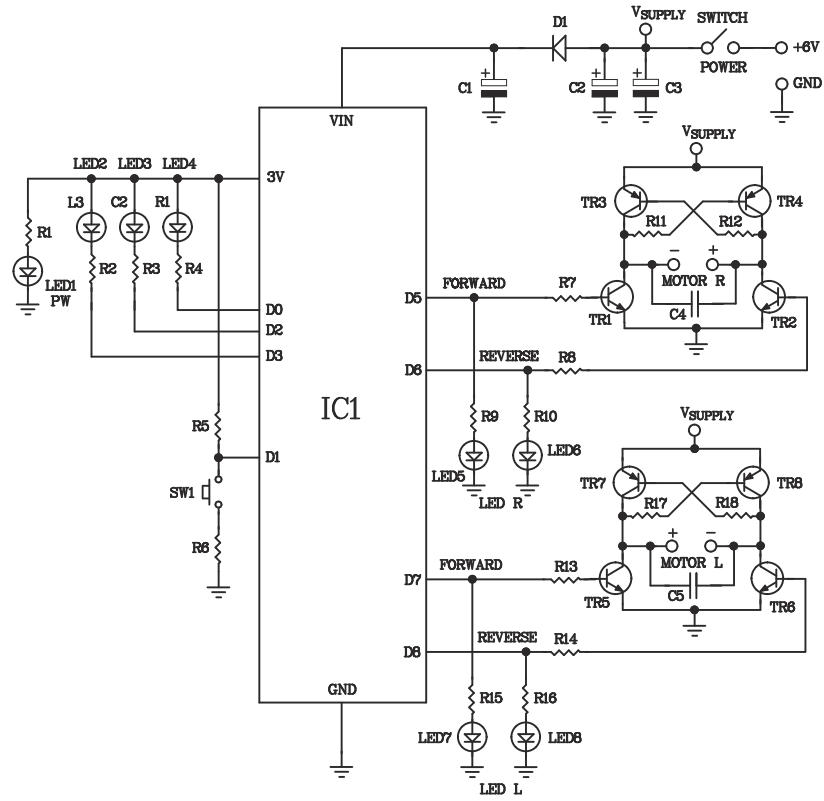 VSUPPLY
SWITCH
D1
+6V
POWER
C1
C2
C3
GND
VIN
VSUPPLY
LED2 LED3 LED4
3V
L3 C2 R1
R1
TR3
TR4
R11
R12
R2 R3 R4
LED1
PW
FORWARD
D5
R7
MOTOR R
C4
TR1
TR2
D0
D2
D3
REVERSE
D6
R8
IC1
R5
R9
R10
VSUPPLY
LED5
LED6
LED R
D1
SW1
TR7
TR8
R17
R18
R6
MOTOR L
FORWARD
D7
R13
C5
TR5
TR6
REVERSE
D8
R14
GND
R15
R16
LED7
LED8
LED L